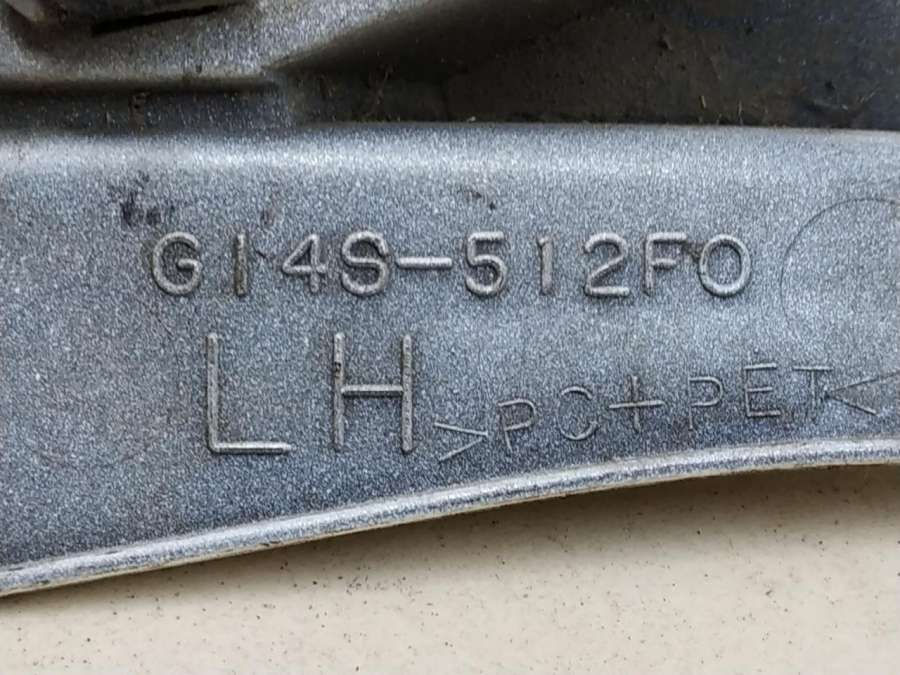 G14S-512F0
LH >PC+PET<